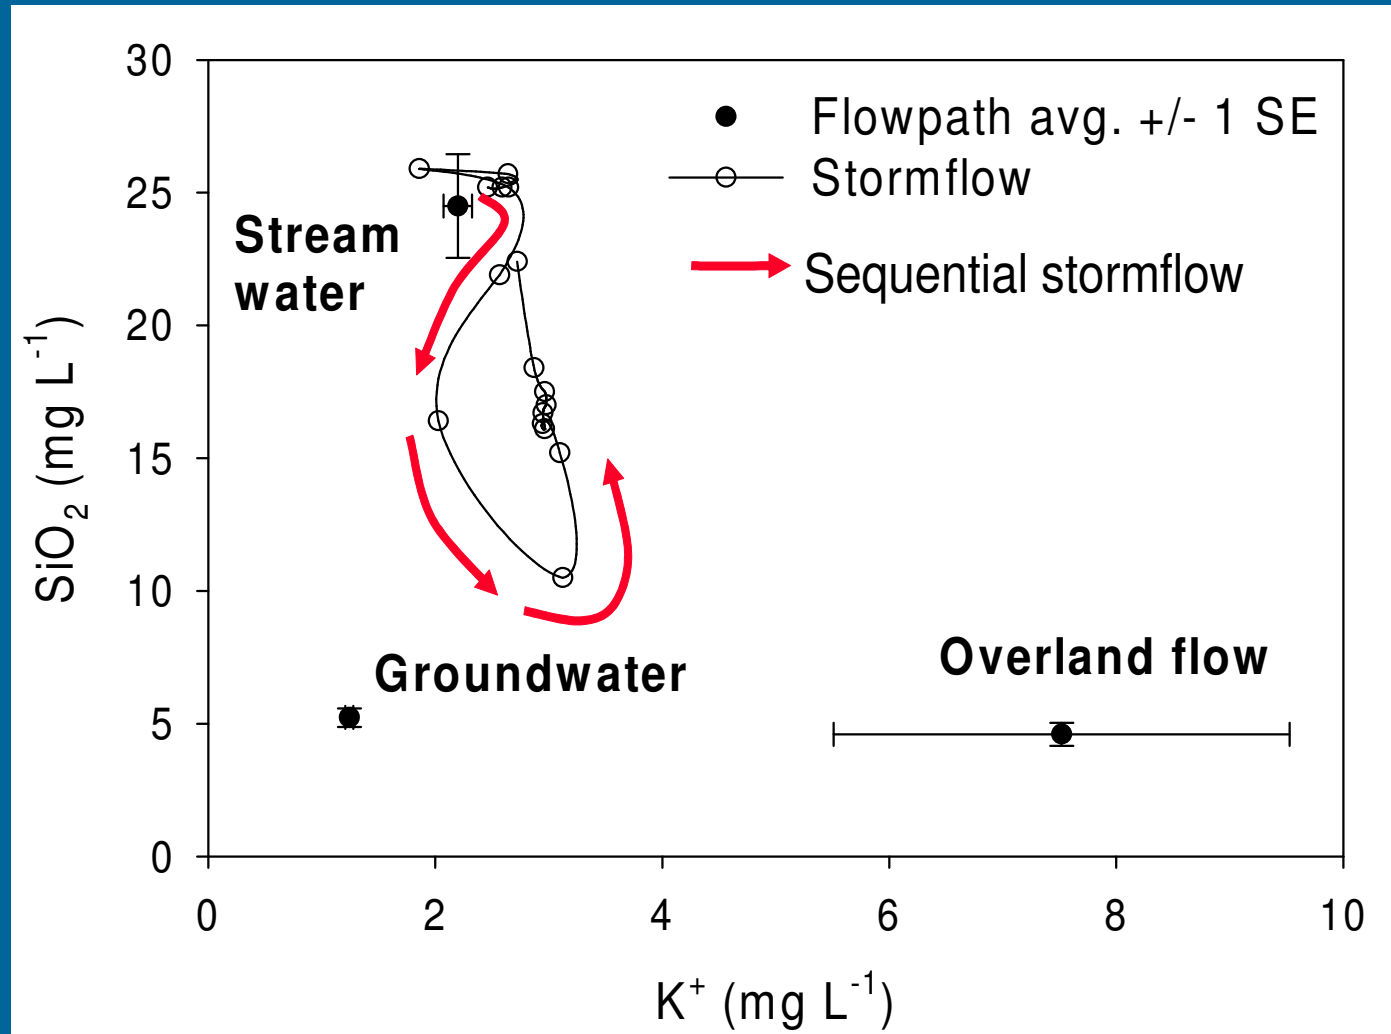 30
25
20
15
10
5
0
SiO₂ (mg L⁻¹)
Flowpath avg. +/- 1 SE
Stormflow
Sequential stormflow
Stream
water
Groundwater
Overland flow
0 2 4 6 8 10
K⁺ (mg L⁻¹)